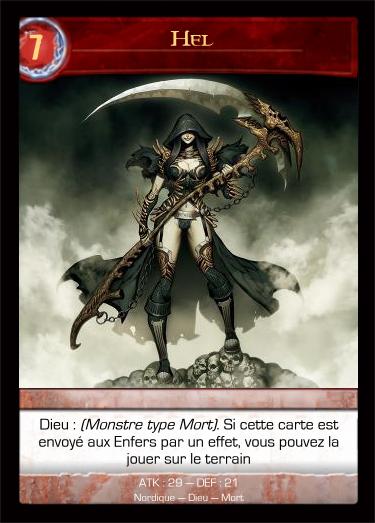 7
Hel
Dieu : (Monstre type Mort). Si cette carte est
envoyé aux Enfers par un effet, vous pouvez la
jouer sur le terrain
ATK : 29 — DEF : 21
Nordique — Dieu — Mort